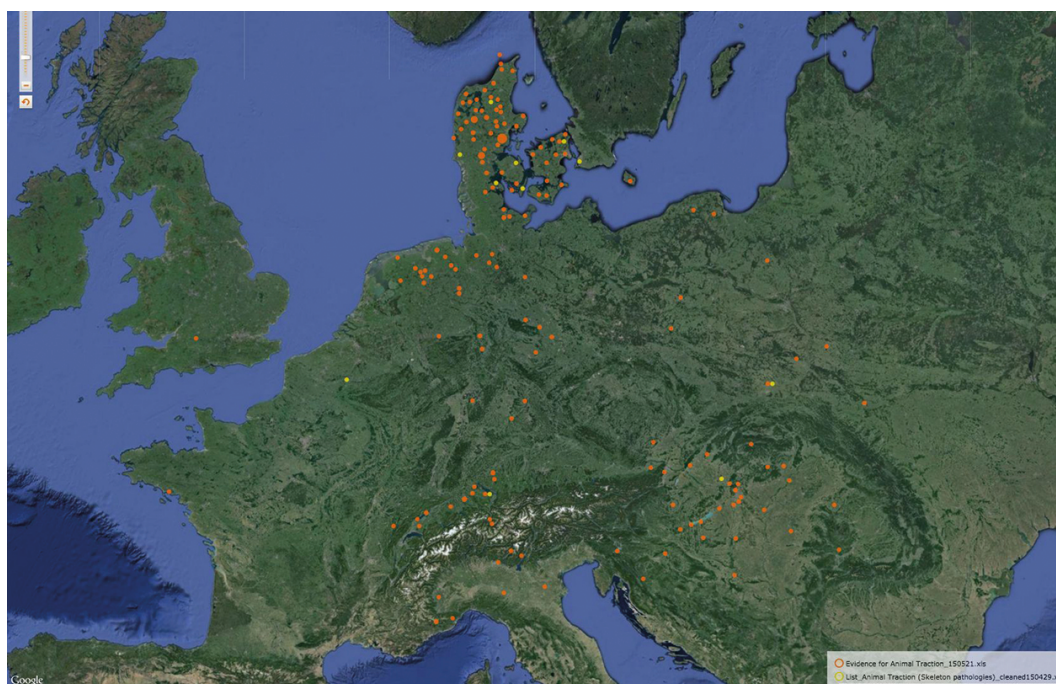 Google
Evidence for Animal Traction_150521.xls
List_Animal Traction (Skeleton pathologies)_cleaned150429.